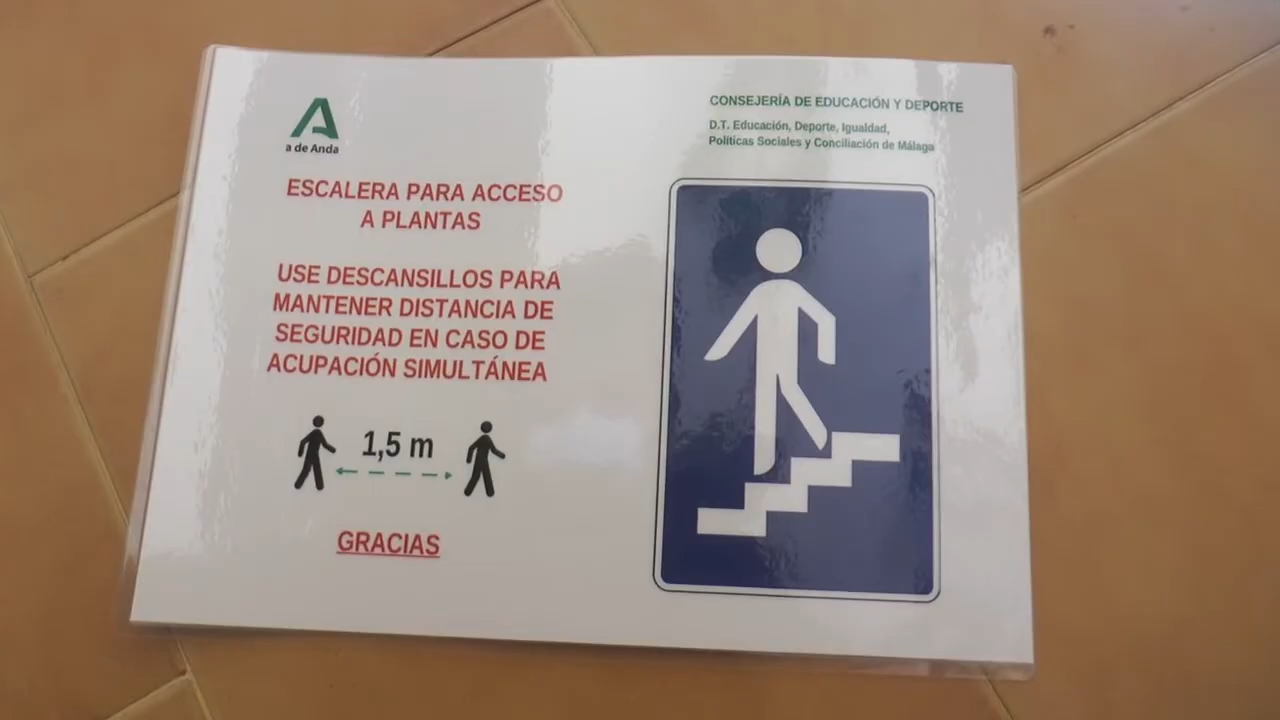 a de Anda
CONSEJERÍA DE EDUCACIÓN Y DEPORTE
D.T. Educación, Deporte, Igualdad,
Políticas Sociales y Conciliación de Málaga
ESCALERA PARA ACCESO
A PLANTAS
USE DESCANSILLOS PARA
MANTENER DISTANCIA DE
SEGURIDAD EN CASO DE
ACUPACIÓN SIMULTÁNEA
1,5 m
GRACIAS